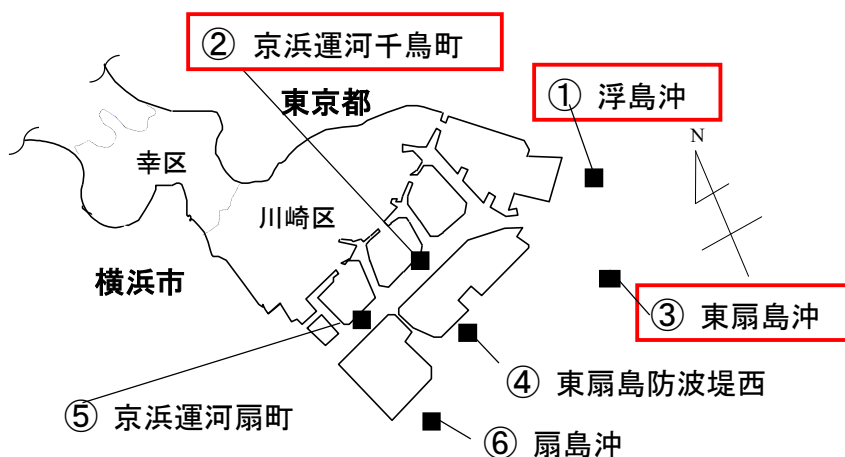 ② 京浜運河千鳥町
東京都
① 浮島沖
N
幸区
川崎区
横浜市
③ 東扇島沖
④ 東扇島防波堤西
⑤ 京浜運河扇町
⑥ 扇島沖